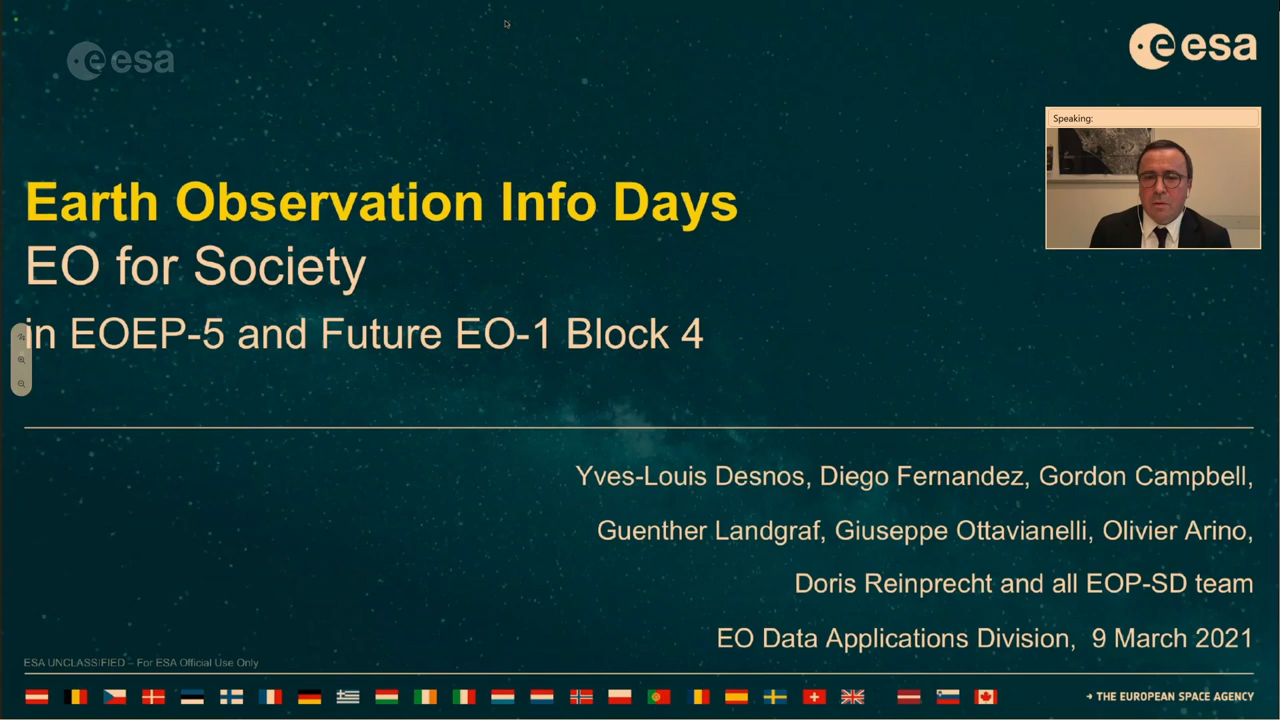 esa
esa
Speaking:
Earth Observation Info Days
EO for Society
in EOEP-5 and Future EO-1 Block 4
Yves-Louis Desnos, Diego Fernandez, Gordon Campbell,
Guenther Landgraf, Giuseppe Ottavianelli, Olivier Arino,
Doris Reinprecht and all EOP-SD team
EO Data Applications Division, 9 March 2021
ESA UNCLASSIFIED – For ESA Official Use Only
→ THE EUROPEAN SPACE AGENCY